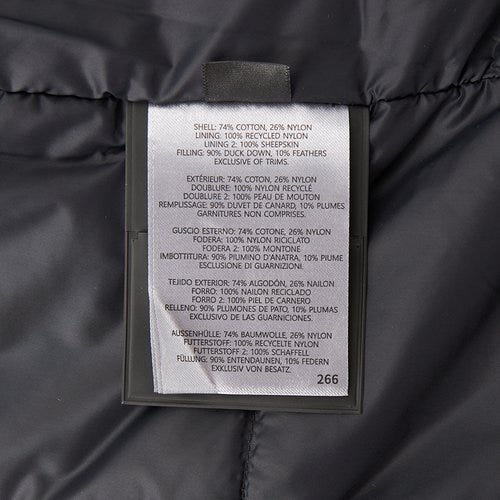 SHELL: 74% COTTON, 26% NYLON
LINING: 100% RECYCLED NYLON
LINING 2: 100% SHEEPSKIN
FILLING: 90% DUCK DOWN, 10% FEATHERS
EXCLUSIVE OF TRIMS.
EXTÉRIEUR: 74% COTON, 26% NYLON
DOUBLURE: 100% NYLON RECYCLÉ
DOUBLURE 2: 100% PEAU DE MOUTON
REMPLISSAGE: 90% DUVET DE CANARD, 10% PLUMES
GARNITURES NON COMPRISES.
GUSCIO ESTERNO: 74% COTONE, 26% NYLON
FODERA: 100% NYLON RICICLATO
FODERA 2: 100% MONTONE
IMBOTTITURA: 90% PIUMINO D'ANATRA, 10% PIUME
ESCLUSIONE DI GUARNIZIONI.
TEJIDO EXTERIOR: 74% ALGODÓN, 26% NAILON
FORRO: 100% NAILON RECICLADO
FORRO 2: 100% PIEL DE CARNERO
RELLENO: 90% PLUMONES DE PATO, 10% PLUMAS
EXCLUSIVO DE LAS GUARNICIONES.
AUSSENHÜLLE: 74% BAUMWOLLE, 26% NYLON
FUTTERSTOFF: 100% RECYCELTE NYLON
FUTTERSTOFF 2: 100% SCHAFFELL
FÜLLUNG: 90% ENTENDAUNEN, 10% FEDERN
EXKLUSIV VON BESATZ.
266